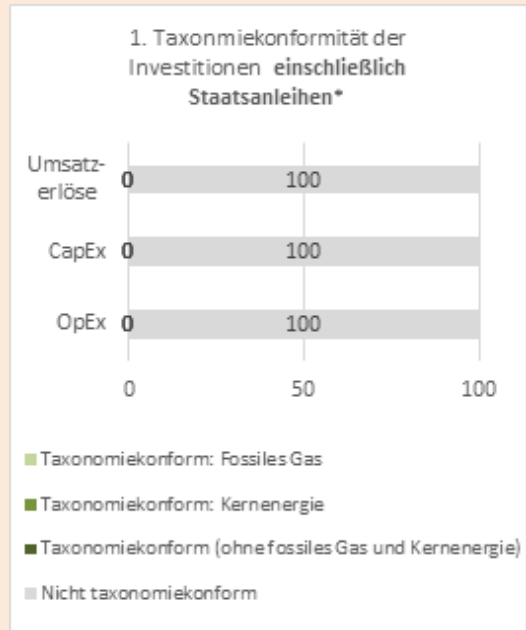 1. Taxonmiekonformität der
Investitionen einschließlich
Staatsanleihen*
Umsatz-
erlöse
0
100
CapEx
0
100
OpEx
0
100
0
50
100
Taxonomiekonform: Fossiles Gas
Taxonomiekonform: Kernenergie
Taxonomiekonform (ohne fossiles Gas und Kernenergie)
Nicht taxonomiekonform